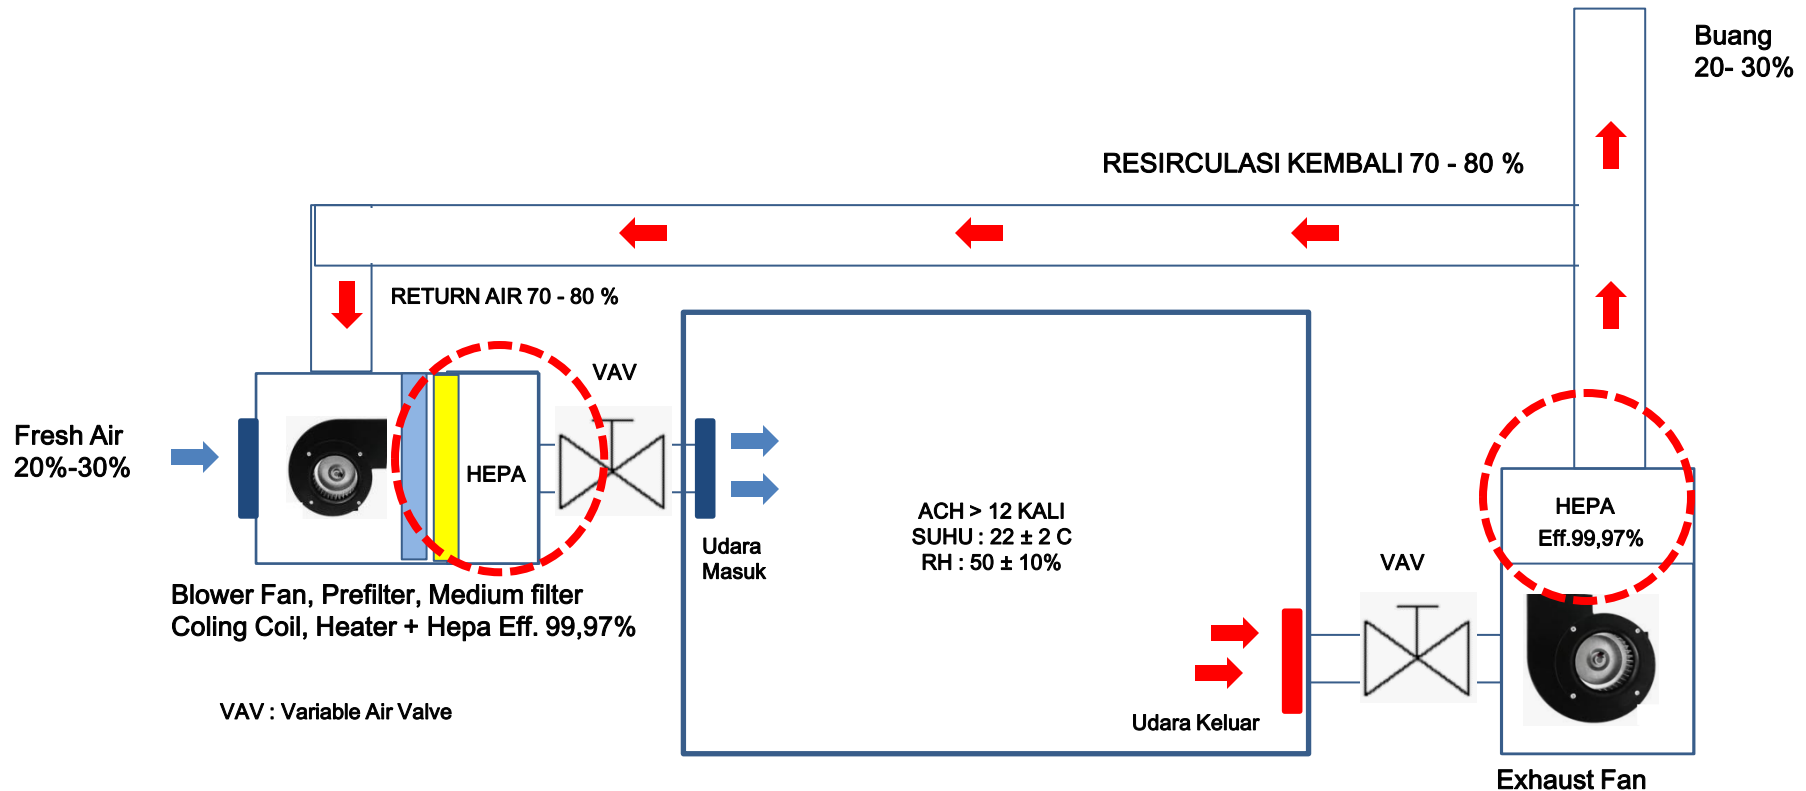 Buang
20- 30%
RESIRCULASI KEMBALI 70 - 80 %
RETURN AIR 70 - 80 %
VAV
Fresh Air
20%-30%
HEPA
ACH > 12 KALI
SUHU : 22 ± 2 C
RH : 50 ± 10%
HEPA
Eff.99,97%
Udara
Masuk
VAV
Blower Fan, Prefilter, Medium filter
Coling Coil, Heater + Hepa Eff. 99,97%
VAV : Variable Air Valve
Udara Keluar
Exhaust Fan